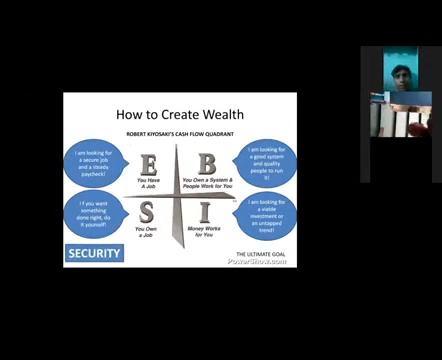 How to Create Wealth
ROBERT KIYOSAKI'S CASH FLOW QUADRANT
I am looking for
a secure job
and a steady
paycheck!
E
You Have
A Job
B
You Own a System &
People Work for You
I am looking for
a good system
and quality
people to run
it!
I f you want
something
done right, do
it yourself!
S
You Own
a Job
I
Money Works
for You
I am looking for
a viable
investment or
an untapped
trend!
SECURITY
THE ULTIMATE GOAL
PowerShow.com